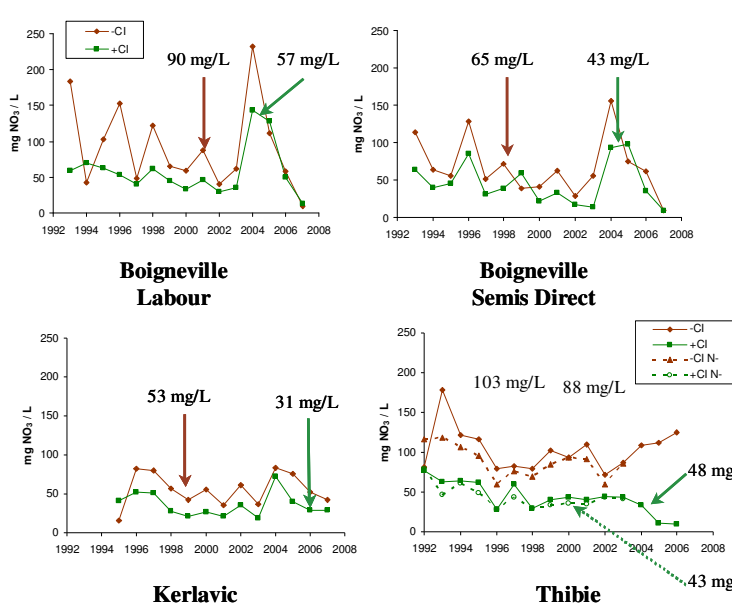 -CI
+CI
90 mg/L
57 mg/L
mg NO3 / L
250
200
150
100
50
0
1992 1994 1996 1998 2000 2002 2004 2006 2008
Boigneville
Labour
65 mg/L
43 mg/L
mg NO3 / L
250
200
150
100
50
0
1992 1994 1996 1998 2000 2002 2004 2006 2008
Boigneville
Semis Direct
53 mg/L
31 mg/L
mg NO3 / L
250
200
150
100
50
0
1992 1994 1996 1998 2000 2002 2004 2006 2008
Kerlavic
-CI
+CI
-CI N-
+CI N-
103 mg/L
88 mg/L
mg NO3 / L
250
200
150
100
50
0
48 mg
1992 1994 1996 1998 2000 2002 2004 2006 2008
43 mg
Thibie